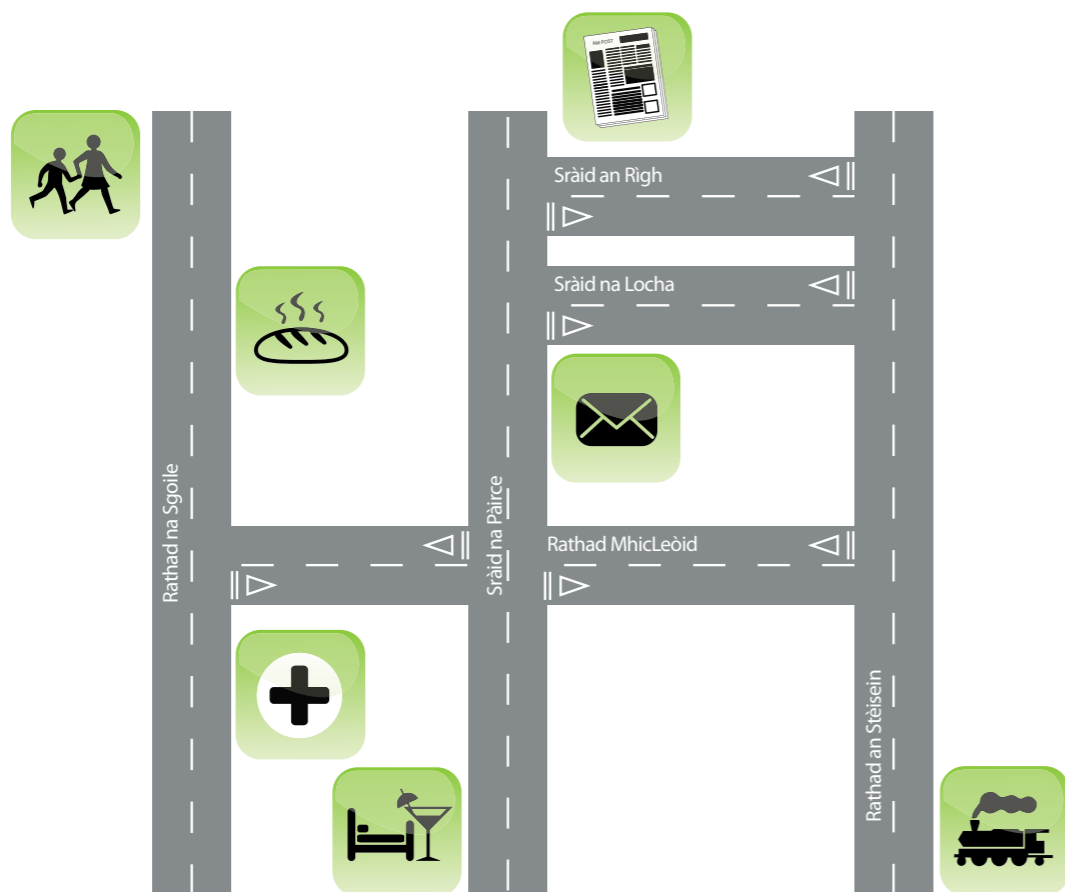 Sràid an Rìgh
Sràid na Locha
Rathad na Sgoile
Sràid na Pàirce
Rathad MhicLeòid
Rathad an Stèisein